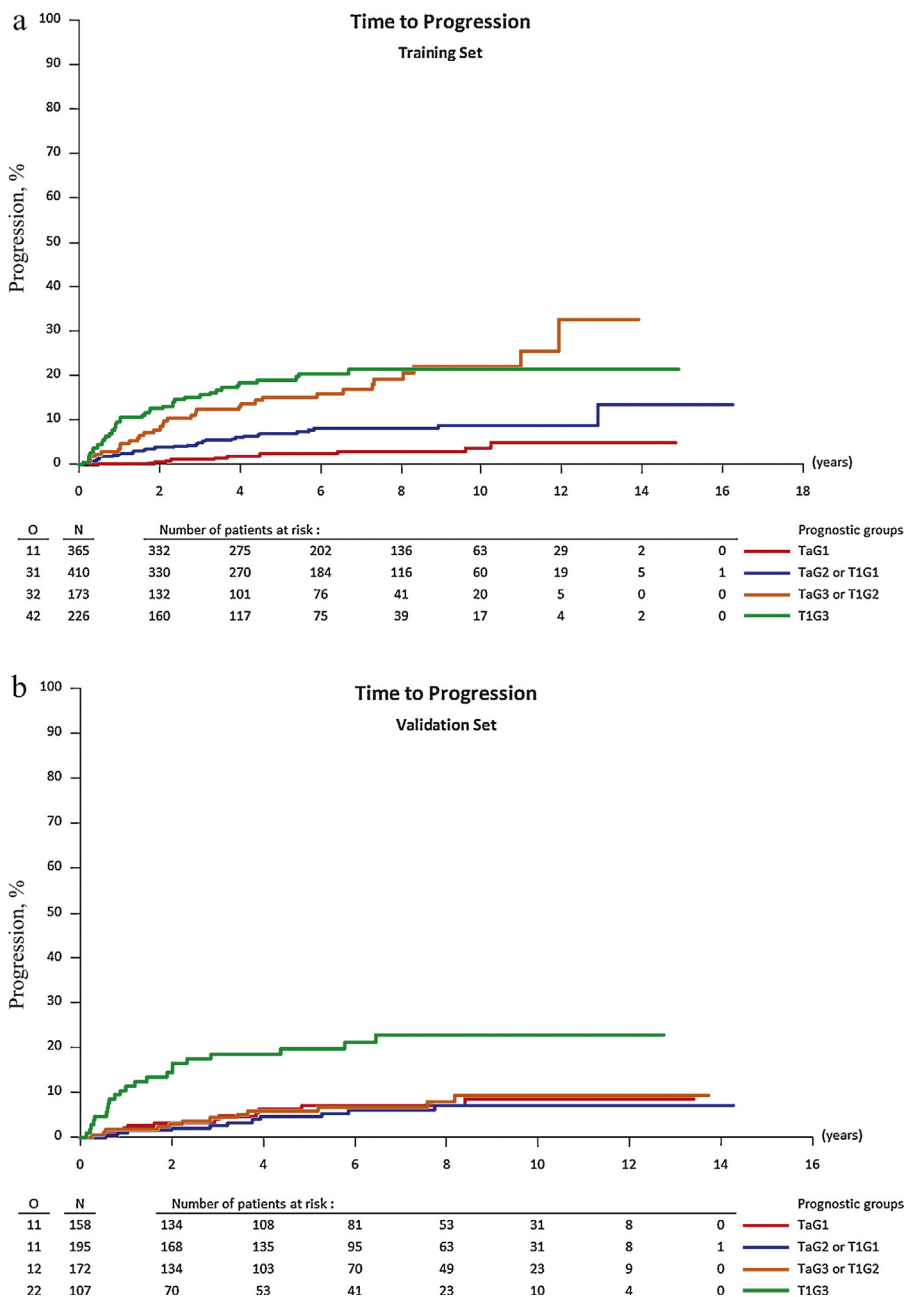 a
Time to Progression
Training Set
Progression, %
100
90
80
70
60
50
40
30
20
10
0
0 2 4 6 8 10 12 14 16 18
(years)
O N Number of patients at risk : Prognostic groups
11 365 332 275 202 136 63 29 2 0 TaG1
31 410 330 270 184 116 60 19 5 1 TaG2 or T1G1
32 173 132 101 76 41 20 5 0 0 TaG3 or T1G2
42 226 160 117 75 39 17 4 2 0 T1G3
b
Time to Progression
Validation Set
Progression, %
100
90
80
70
60
50
40
30
20
10
0
0 2 4 6 8 10 12 14 16
(years)
O N Number of patients at risk : Prognostic groups
11 158 134 108 81 53 31 8 0 TaG1
11 195 168 135 95 63 31 8 1 TaG2 or T1G1
12 172 134 103 70 49 23 9 0 TaG3 or T1G2
22 107 70 53 41 23 10 4 0 T1G3